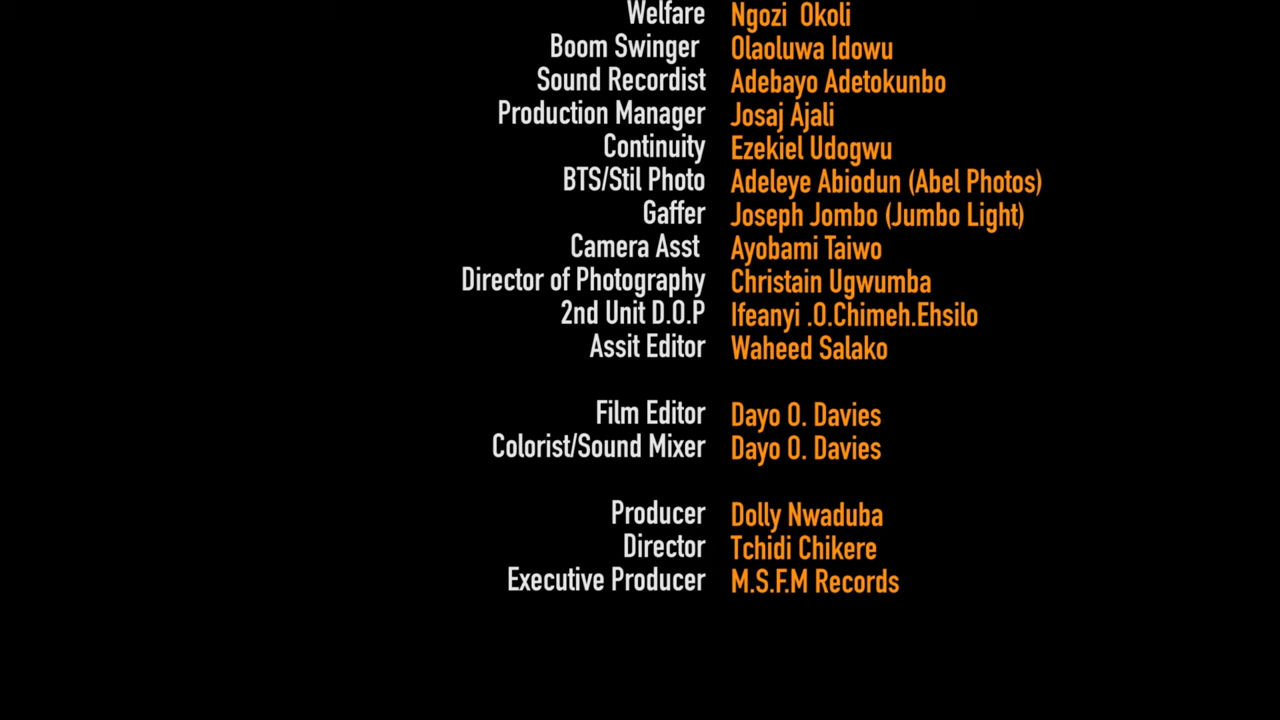 Welfare Ngozi Okoli
Boom Swinger Olaoluwa Idowu
Sound Recordist Adebayo Adetokunbo
Production Manager Josaj Ajali
Continuity Ezekiel Udogwu
BTS/Stil Photo Adeleye Abiodun (Abel Photos)
Gaffer Joseph Jombo (Jumbo Light)
Camera Asst Ayobami Taiwo
Director of Photography Christain Ugwumba
2nd Unit D.O.P Ifeanyi .O.Chimeh.Ehsilo
Assit Editor Waheed Salako
Film Editor Dayo O. Davies
Colorist/Sound Mixer Dayo O. Davies
Producer Dolly Nwaduba
Director Tchidi Chikere
Executive Producer M.S.F.M Records